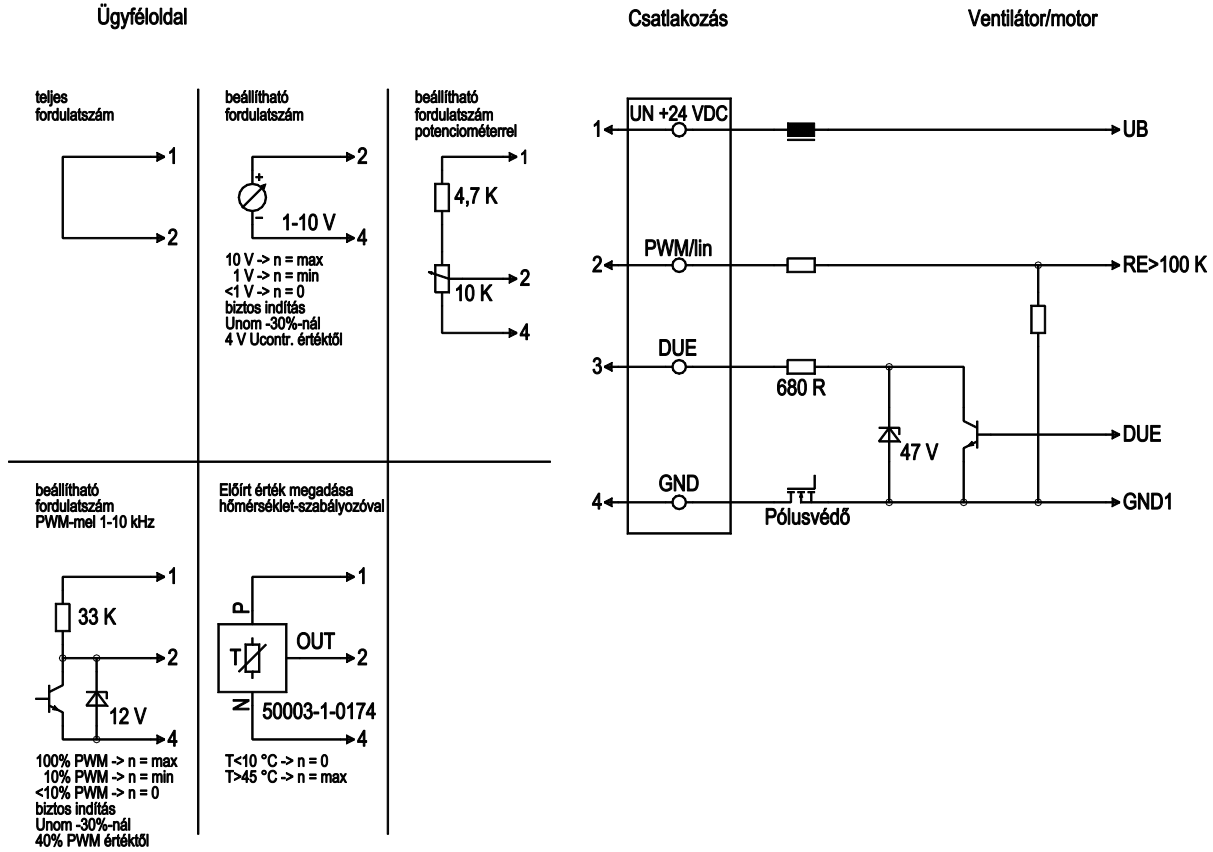 Ügyféloldal
Csatlakozás
Ventilátor/motor
teljes
fordulatszám
1
2
beállítható
fordulatszám
2
+
–
1-10 V
4
10 V -> n = max
1 V -> n = min
<1 V -> n = 0
biztos indítás
Unom -30%-nál
4 V Ucontr. értéktől
beállítható
fordulatszám
potenciométerrel
1
4,7 K
2
10 K
4
beállítható
fordulatszám
PWM-mel 1-10 kHz
1
33 K
2
12 V
4
100% PWM -> n = max
10% PWM -> n = min
<10% PWM -> n = 0
biztos indítás
Unom -30%-nál
40% PWM értéktől
Előírt érték megadása
hőmérséklet-szabályozóval
1
P
T
OUT
2
N
50003-1-0174
4
T<10 °C -> n = 0
T>45 °C -> n = max
UN +24 VDC
1
UB
PWM/lin
2
RE>100 K
DUE
3
680 R
47 V
DUE
GND
4
Pólusvédő
GND1